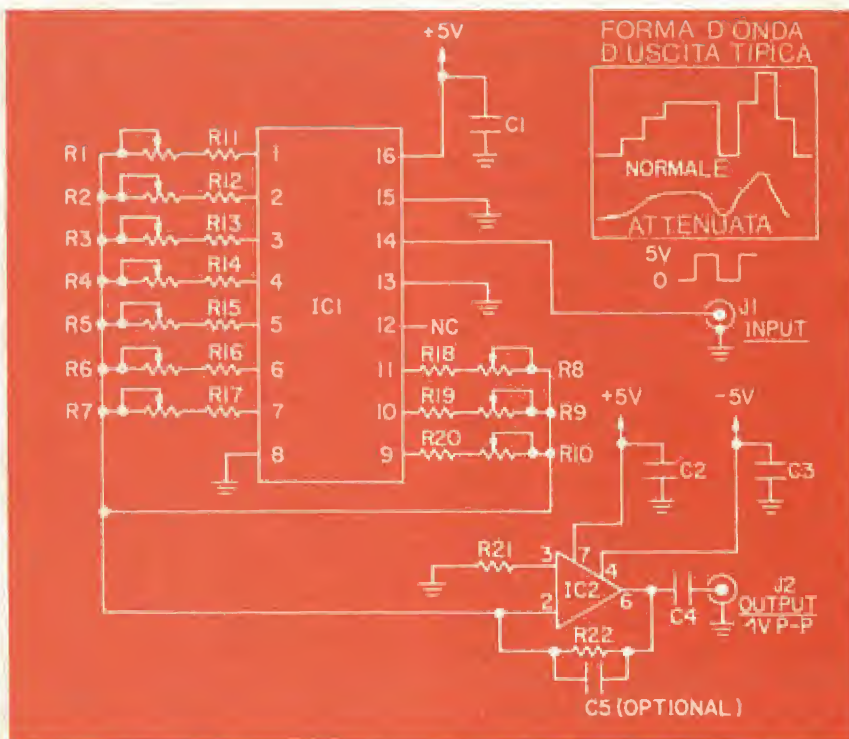 +5V
FORMA D ONDA
D USCITA TIPICA
C1
R1
R11
1
16
R2
R12
2
15
NORMALE
R3
R13
3
14
ATTENUATA
R4
R14
4
13
5V
0
R5
R15
5
IC1
12
NC
J1
INPUT
R6
R16
6
11
R18
R8
R7
R17
7
10
R19
R9
+5V
-5V
8
9
R20
R10
C2
C3
R21
3
7
4
IC2
2
6
C4
J2
OUTPUT
1V P-P
R22
C5 (OPTIONAL)